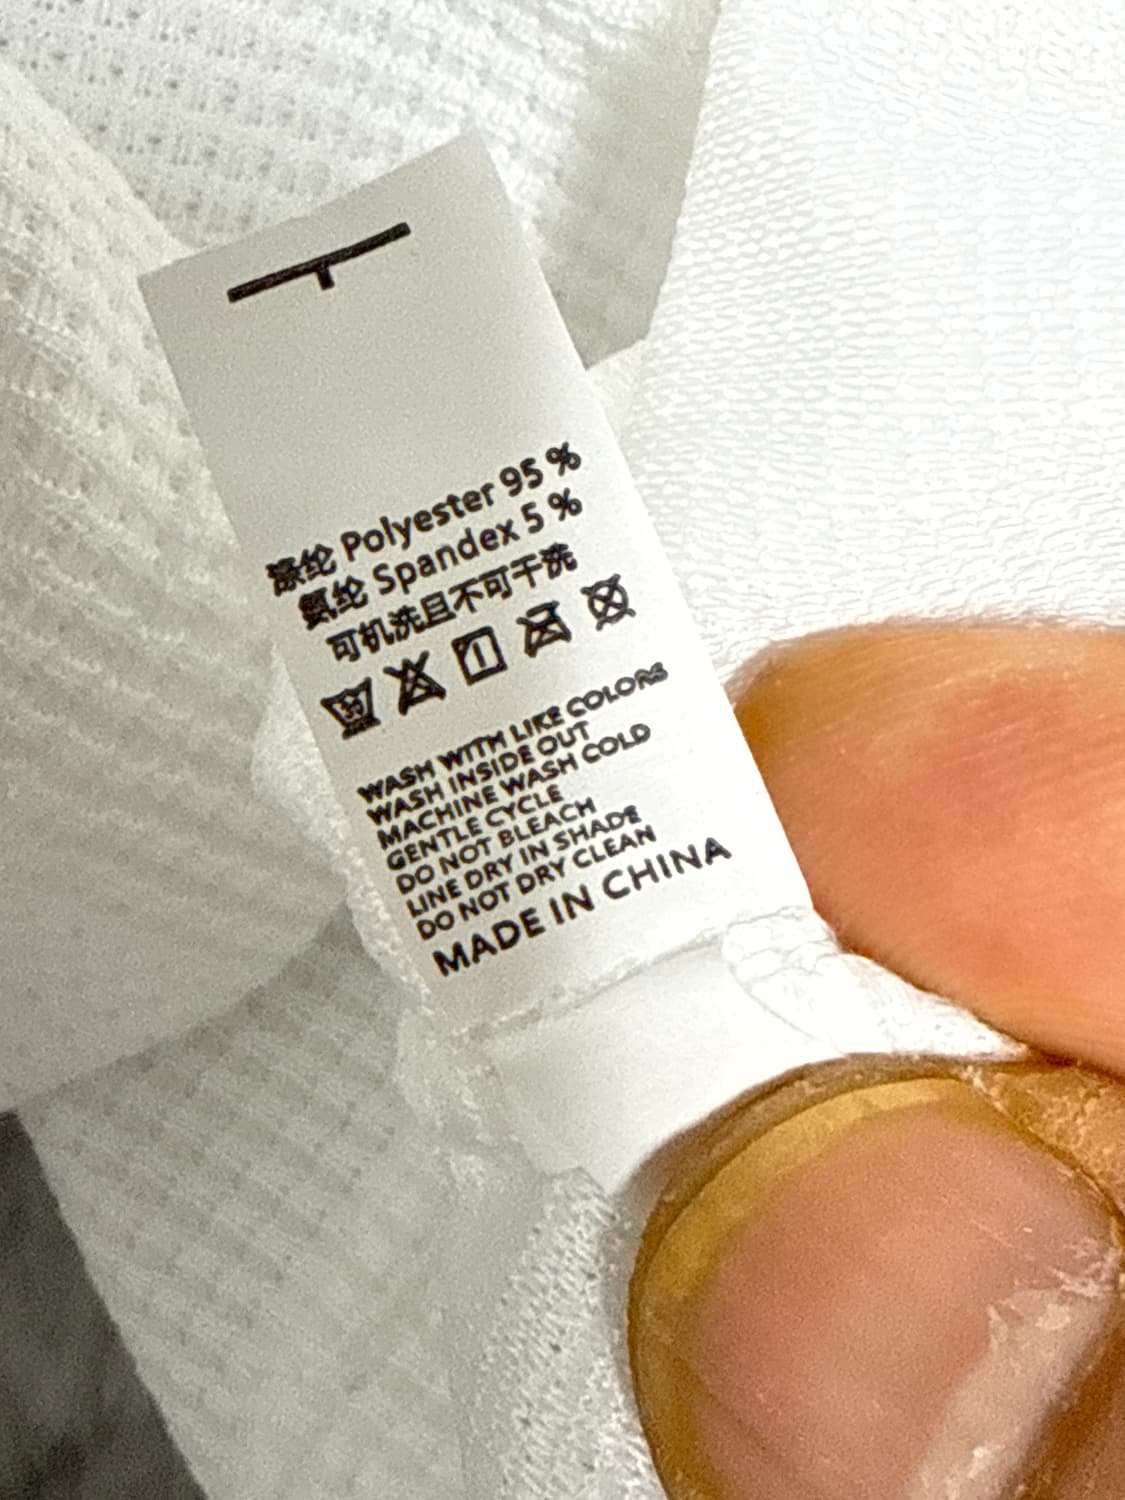 涤纶 Polyester 95 %
氨纶 Spandex 5 %
可机洗且不可干洗
30
WASH WITH LIKE COLORS
WASH INSIDE OUT
MACHINE WASH COLD
GENTLE CYCLE
DO NOT BLEACH
LINE DRY IN SHADE
DO NOT DRY CLEAN
MADE IN CHINA